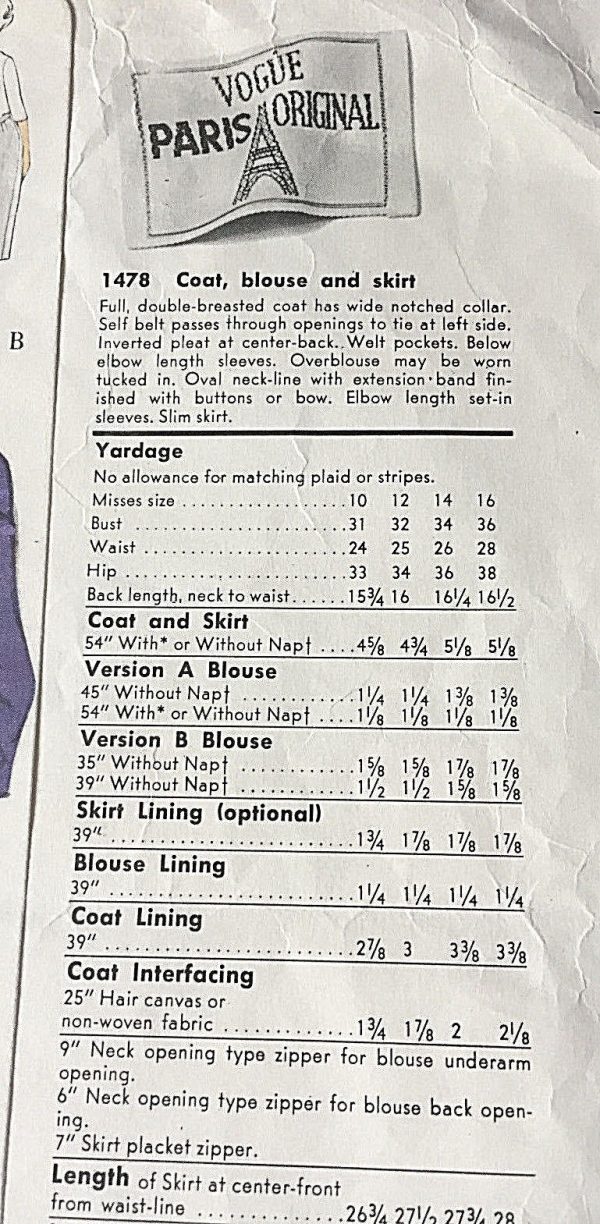 VOGUE
PARIS ORIGINAL
1478 Coat, blouse and skirt
Full, double-breasted coat has wide notched collar.
Self belt passes through openings to tie at left side.
Inverted pleat at center-back. Welt pockets. Below
elbow length sleeves. Overblouse may be worn
tucked in. Oval neck-line with extension band fin-
ished with buttons or bow. Elbow length set-in
sleeves. Slim skirt.
B
Yardage
No allowance for matching plaid or stripes.
Misses size ................... 10 12 14 16
Bust ......................... 31 32 34 36
Waist ........................ 24 25 26 28
Hip .......................... 33 34 36 38
Back length, neck to waist...... 15¾ 16 16¼ 16½
Coat and Skirt
54" With* or Without Nap† .... 4⅝ 4¾ 5⅛ 5⅛
Version A Blouse
45" Without Nap† ............ 1¼ 1¼ 1⅜ 1⅜
54" With* or Without Nap† .... 1⅛ 1⅛ 1⅛ 1⅛
Version B Blouse
35" Without Nap† ............ 1⅝ 1⅝ 1⅞ 1⅞
39" Without Nap† ............ 1½ 1½ 1⅝ 1⅝
Skirt Lining (optional)
39" ......................... 1¾ 1⅞ 1⅞ 1⅞
Blouse Lining
39" ......................... 1¼ 1¼ 1¼ 1¼
Coat Lining
39" ......................... 2⅞ 3 3⅜ 3⅜
Coat Interfacing
25" Hair canvas or
non-woven fabric ............. 1¾ 1⅞ 2 2⅛
9" Neck opening type zipper for blouse underarm
opening.
6" Neck opening type zipper for blouse back open-
ing.
7" Skirt placket zipper.
Length of Skirt at center-front
from waist-line .............. 26¾ 27½ 27¾ 28